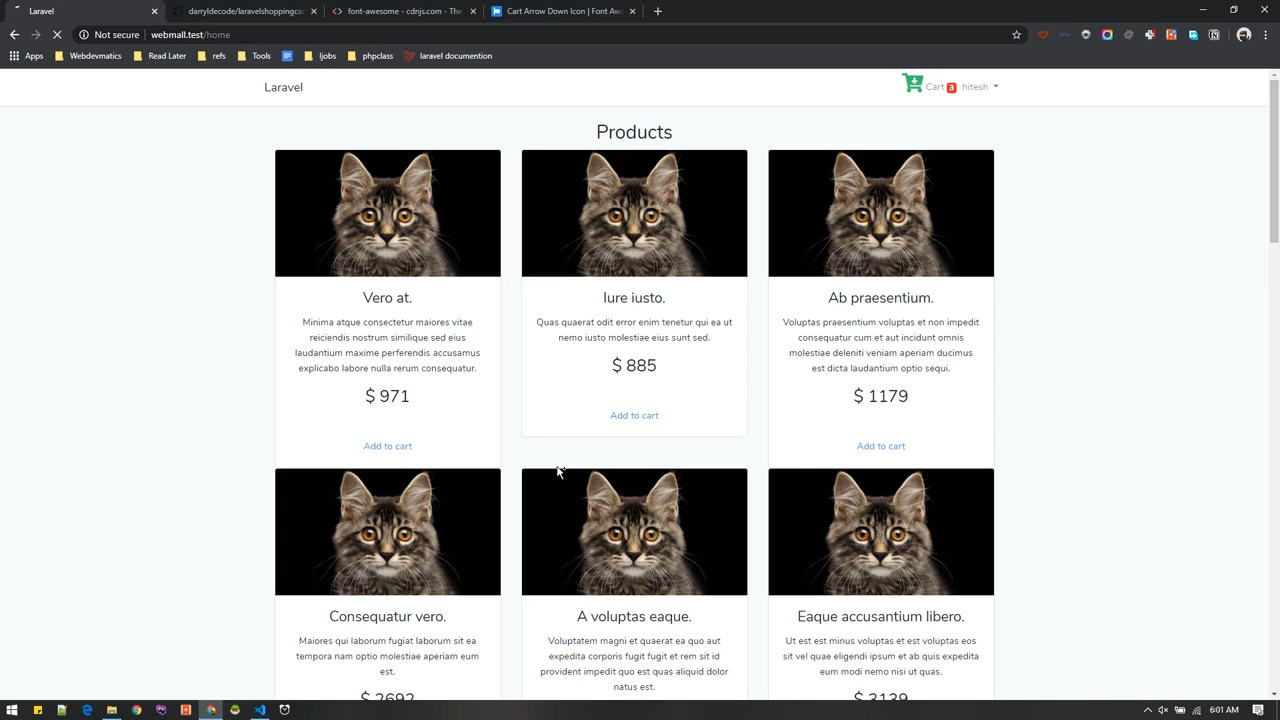 Laravel
darryldecode/laravelshoppingca
font-awesome - cdnjs.com - The
Cart Arrow Down Icon | Font Aw
Not secure | webmall.test/home
Apps
Webdevmatics
Read Later
refs
Tools
ljobs
phpclass
laravel documention
Laravel
Cart 3 hitesh
Products
Vero at.
Minima atque consectetur maiores vitae
reiciendis nostrum similique sed eius
laudantium maxime perferendis accusamus
explicabo labore nulla rerum consequatur.
$ 971
Add to cart
Iure iusto.
Quas quaerat odit error enim tenetur qui ea ut
nemo iusto molestiae eius sunt sed.
$ 885
Add to cart
Ab praesentium.
Voluptas praesentium voluptas et non impedit
consequatur cum et aut incidunt omnis
molestiae deleniti veniam aperiam ducimus
est dicta laudantium optio sequi.
$ 1179
Add to cart
Consequatur vero.
Maiores qui laborum fugiat laborum sit ea
tempora nam optio molestiae aperiam eum
est.
$ 2692
A voluptas eaque.
Voluptatem magni et quaerat ea quo aut
expedita corporis fugit fugit et rem sit id
provident impedit quo est quas aliquid dolor
natus est.
Eaque accusantium libero.
Ut est est minus voluptas et est voluptas eos
sit vel quae eligendi ipsum et ab quis expedita
eum modi nemo nisi ut quas.
$ 3139
6:01 AM